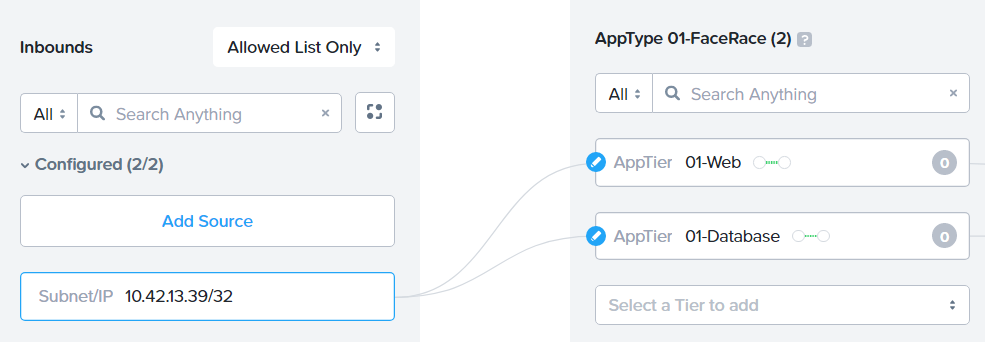 Inbounds
Allowed List Only
All
Search Anything
×
Configured (2/2)
Add Source
Subnet/IP 10.42.13.39/32
AppType 01-FaceRace (2) ?
All
Search Anything
×
AppTier 01-Web 0
AppTier 01-Database 0
Select a Tier to add